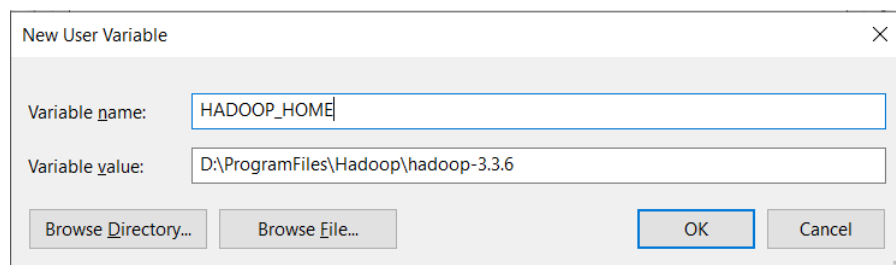 New User Variable
Variable name: HADOOP_HOME
Variable value: D:\ProgramFiles\Hadoop\hadoop-3.3.6
Browse Directory... Browse File... OK Cancel